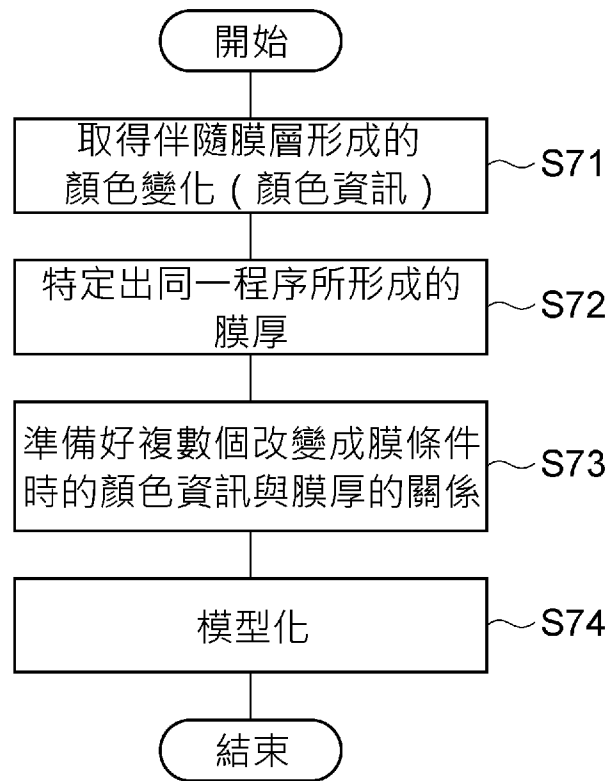 開始
取得伴隨膜層形成的
顏色變化（顏色資訊）
S71
特定出同一程序所形成的
膜厚
S72
準備好複數個改變成膜條件
時的顏色資訊與膜厚的關係
S73
模型化
S74
結束